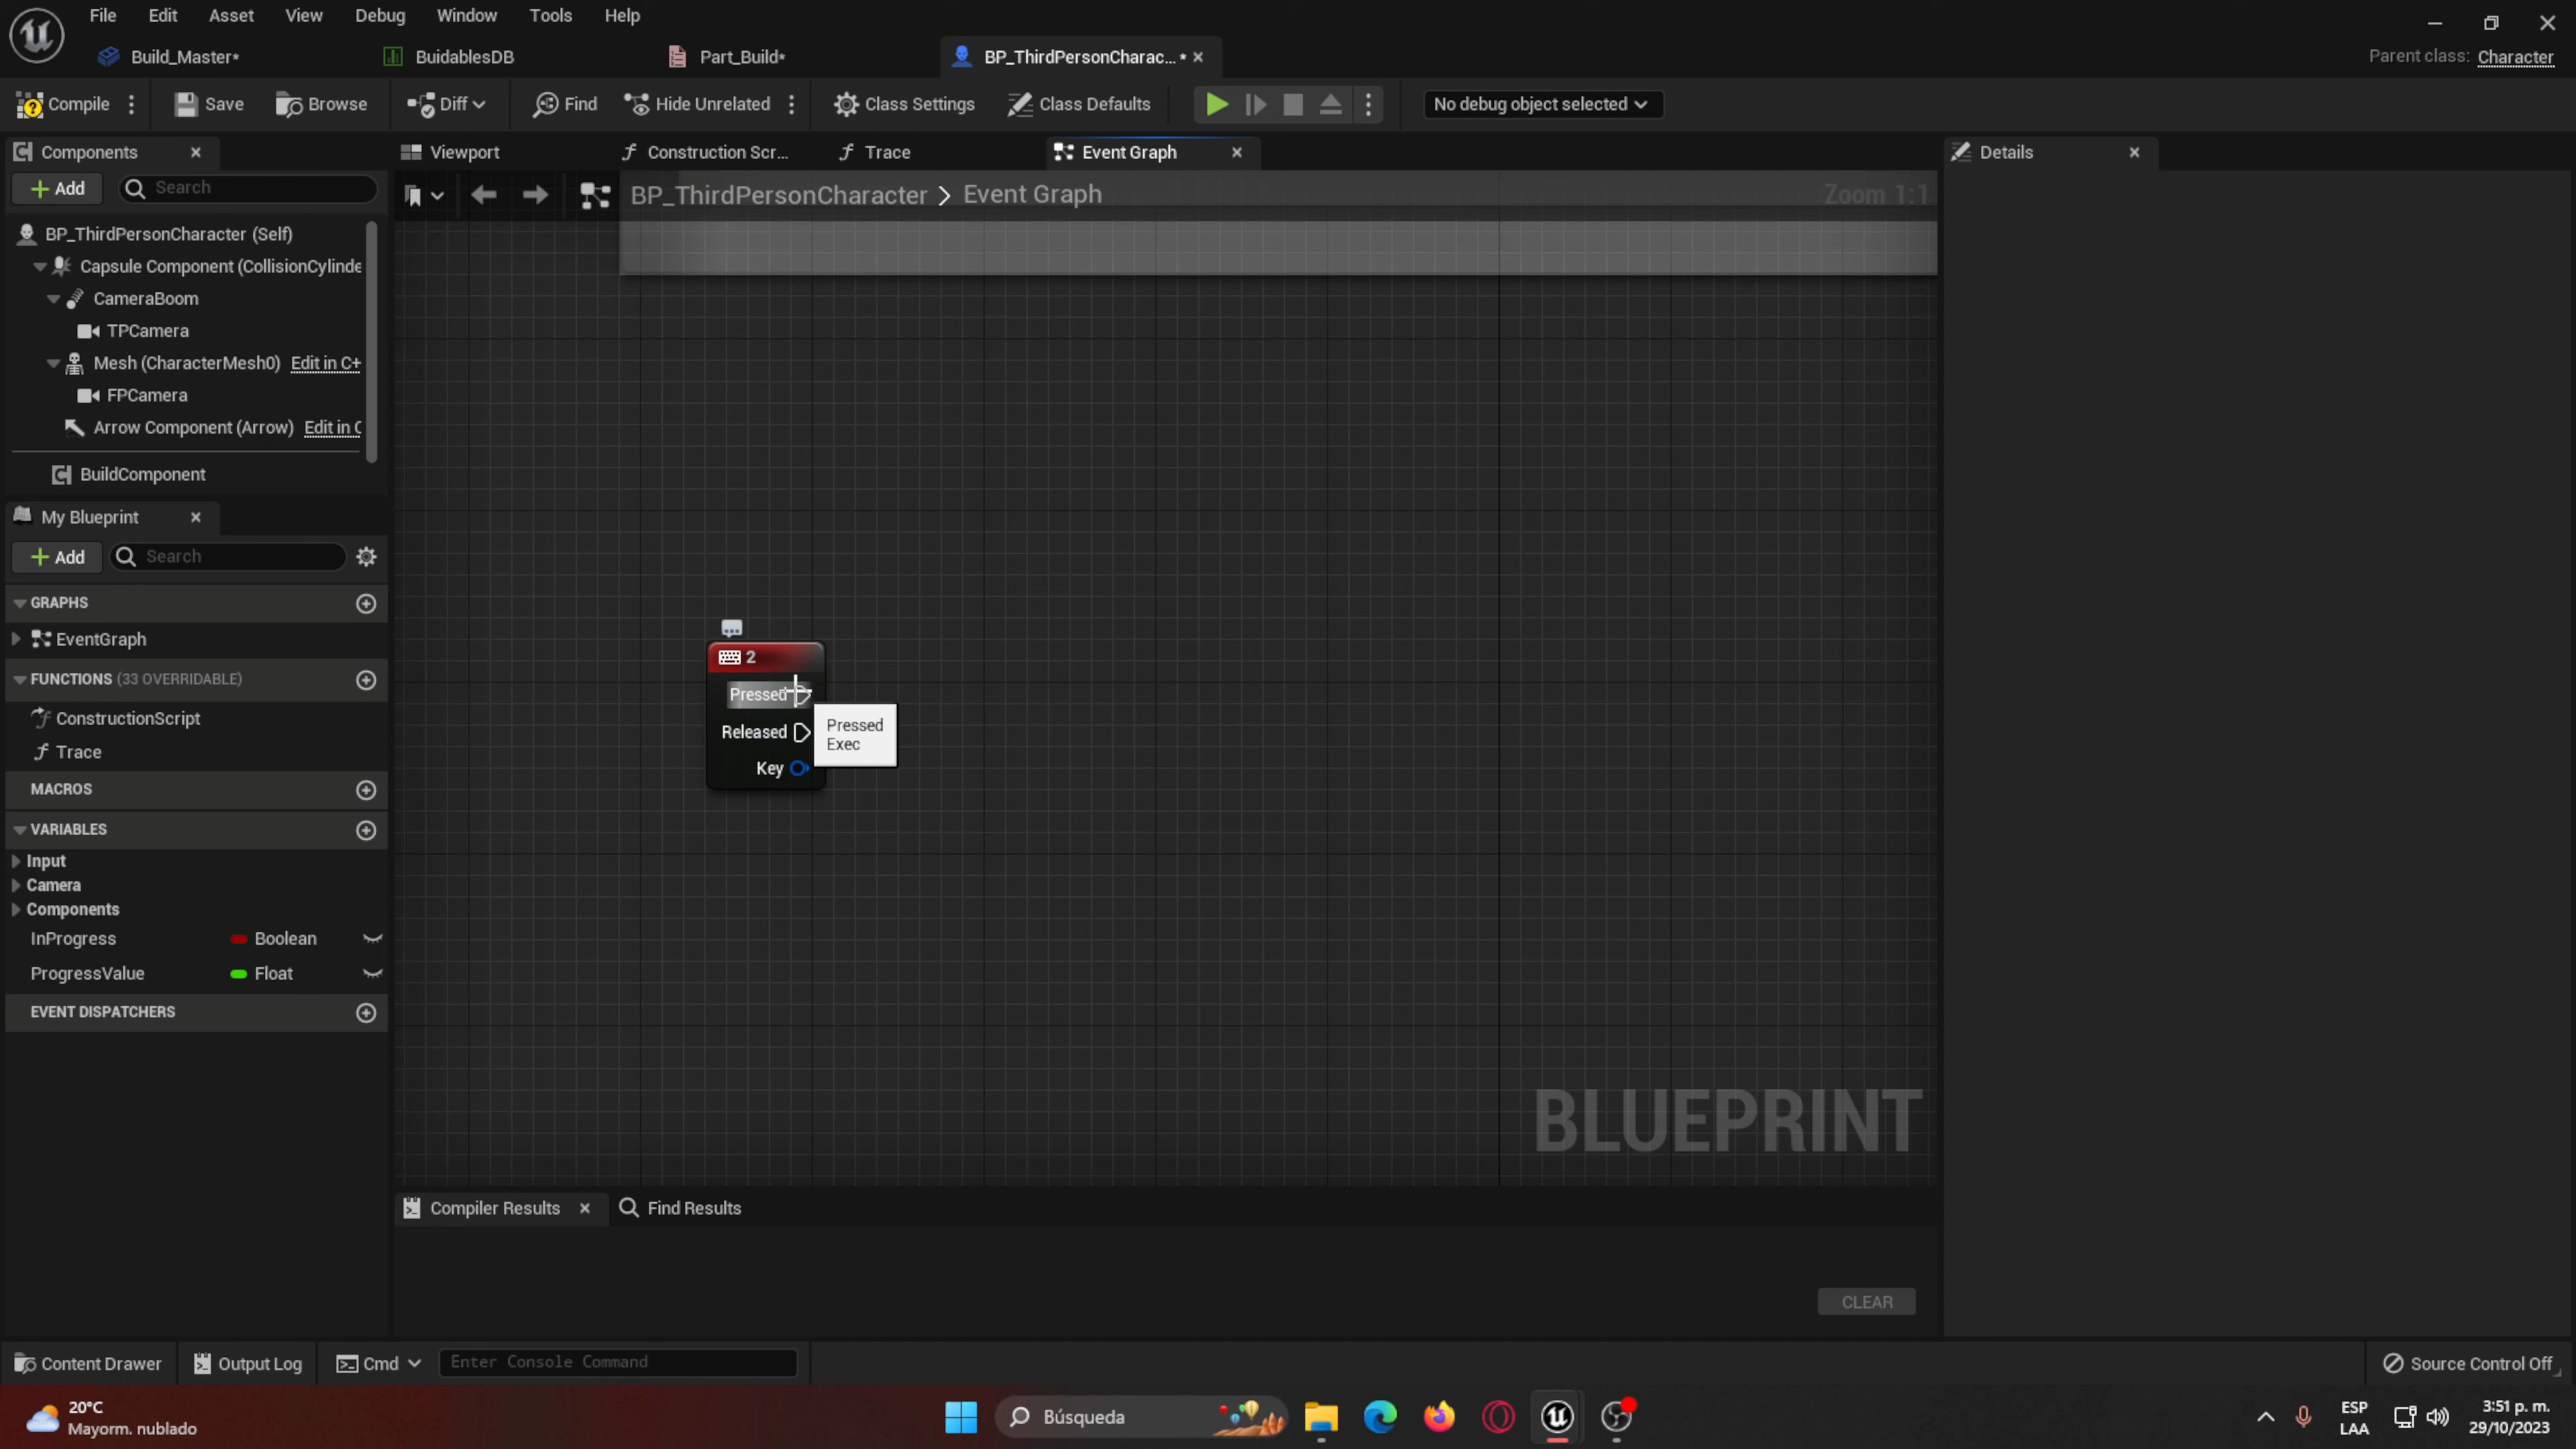 File Edit Asset View Debug Window Tools Help
Build_Master* BuidablesDB Part_Build* BP_ThirdPersonCharac... * Parent class: Character
Compile Save Browse Diff Find Hide Unrelated Class Settings Class Defaults No debug object selected
Components Viewport Construction Scr... Trace Event Graph Details
Add Search BP_ThirdPersonCharacter > Event Graph Zoom 1:1
BP_ThirdPersonCharacter (Self)
Capsule Component (CollisionCylinde
CameraBoom
TPCamera
Mesh (CharacterMesh0) Edit in C+
FPCamera
Arrow Component (Arrow) Edit in C
BuildComponent
My Blueprint
Add Search
GRAPHS
EventGraph
FUNCTIONS (33 OVERRIDABLE)
ConstructionScript
Trace
MACROS
VARIABLES
Input
Camera
Components
InProgress Boolean
ProgressValue Float
EVENT DISPATCHERS
2
Pressed
Released
Key
Pressed
Exec
BLUEPRINT
Compiler Results Find Results
CLEAR
Content Drawer Output Log Cmd Enter Console Command Source Control Off
20°C
Mayorm. nublado
Búsqueda
ESP
LAA
3:51 p. m.
29/10/2023